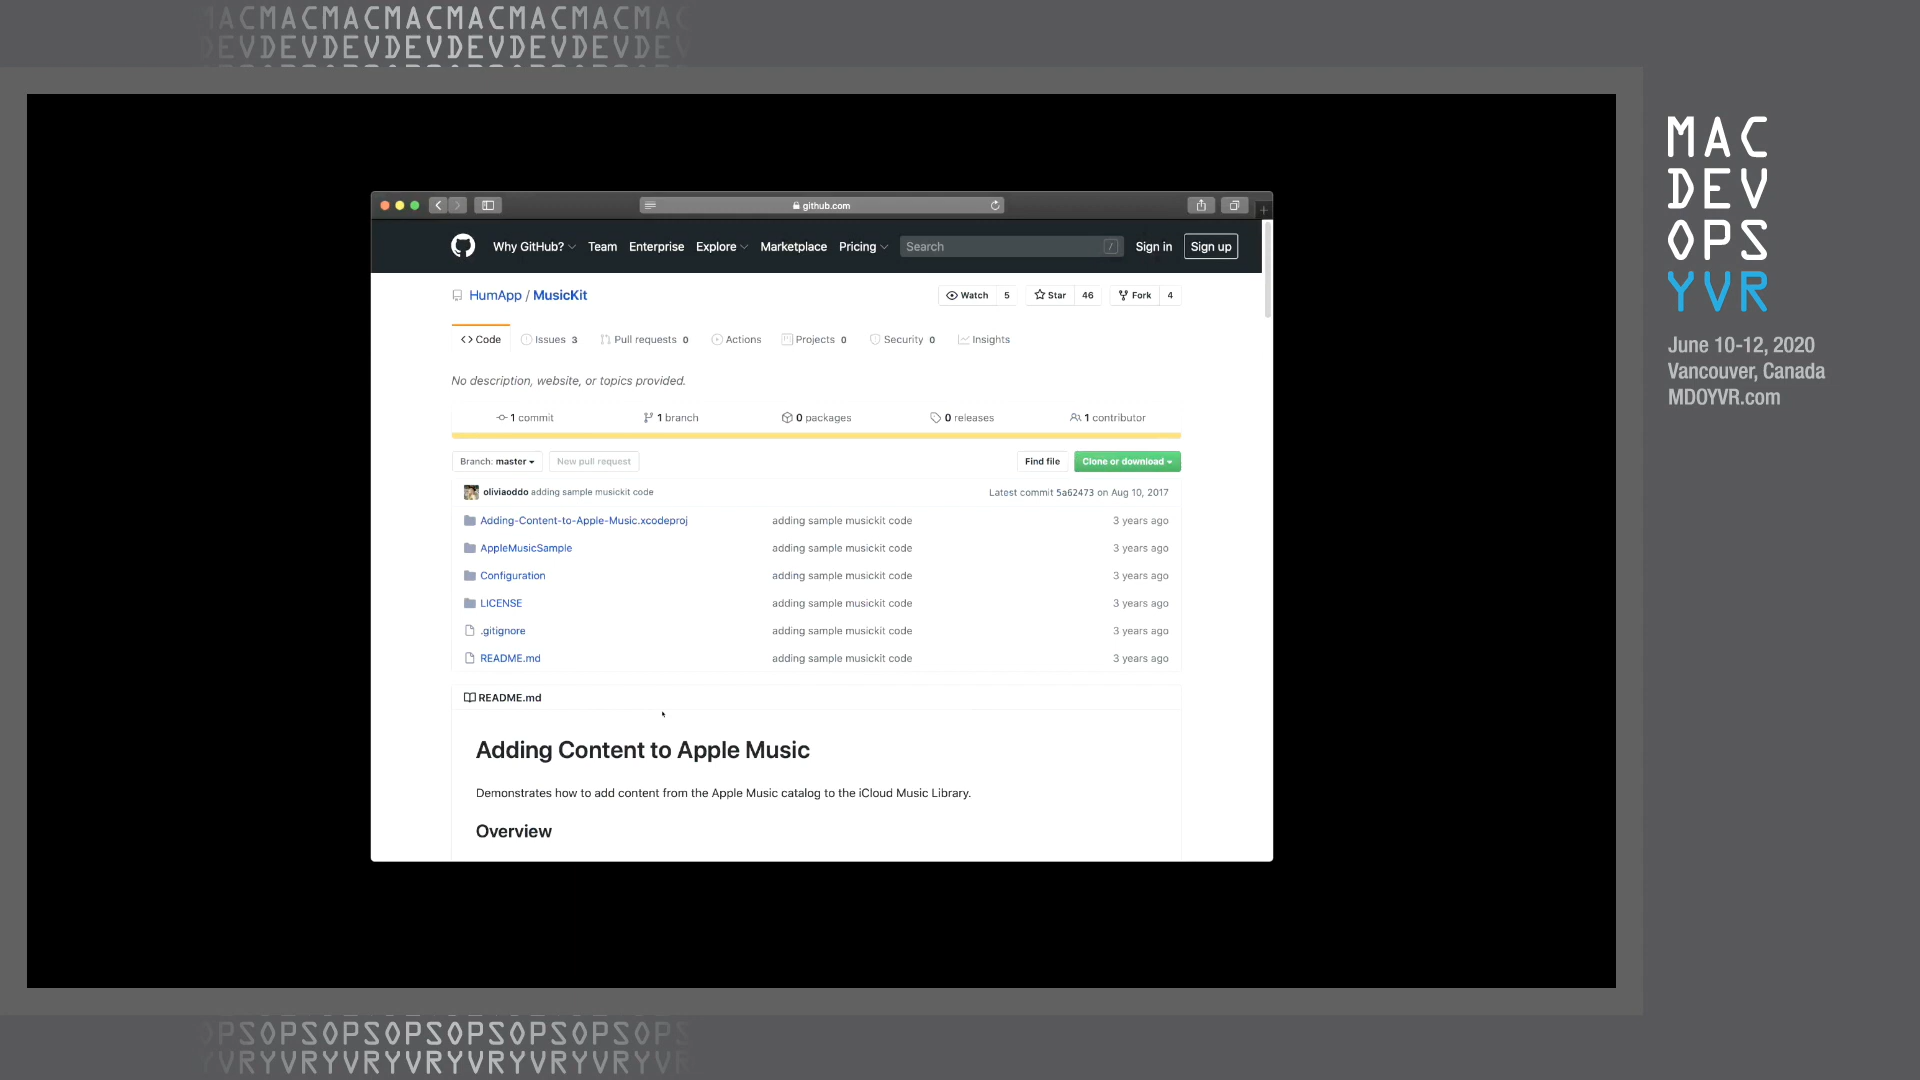 MACMACMACMACMACMACMAC
DEVDEVDEVDEVDEVDEVDEV
github.com
Why GitHub? Team Enterprise Explore Marketplace Pricing Search / Sign in Sign up
HumApp / MusicKit Watch 5 Star 46 Fork 4
Code Issues 3 Pull requests 0 Actions Projects 0 Security 0 Insights
No description, website, or topics provided.
1 commit 1 branch 0 packages 0 releases 1 contributor
Branch: master New pull request Find file Clone or download
oliviaoddo adding sample musickit code Latest commit 5a62473 on Aug 10, 2017
Adding-Content-to-Apple-Music.xcodeproj adding sample musickit code 3 years ago
AppleMusicSample adding sample musickit code 3 years ago
Configuration adding sample musickit code 3 years ago
LICENSE adding sample musickit code 3 years ago
.gitignore adding sample musickit code 3 years ago
README.md adding sample musickit code 3 years ago
README.md
Adding Content to Apple Music
Demonstrates how to add content from the Apple Music catalog to the iCloud Music Library.
Overview
MAC
DEV
OPS
YVR
June 10-12, 2020
Vancouver, Canada
MDOYVR.com
OPSOPSOPSOPSOPSOPSOPS
YVRYVRYVRYVRYVRYVRYVR